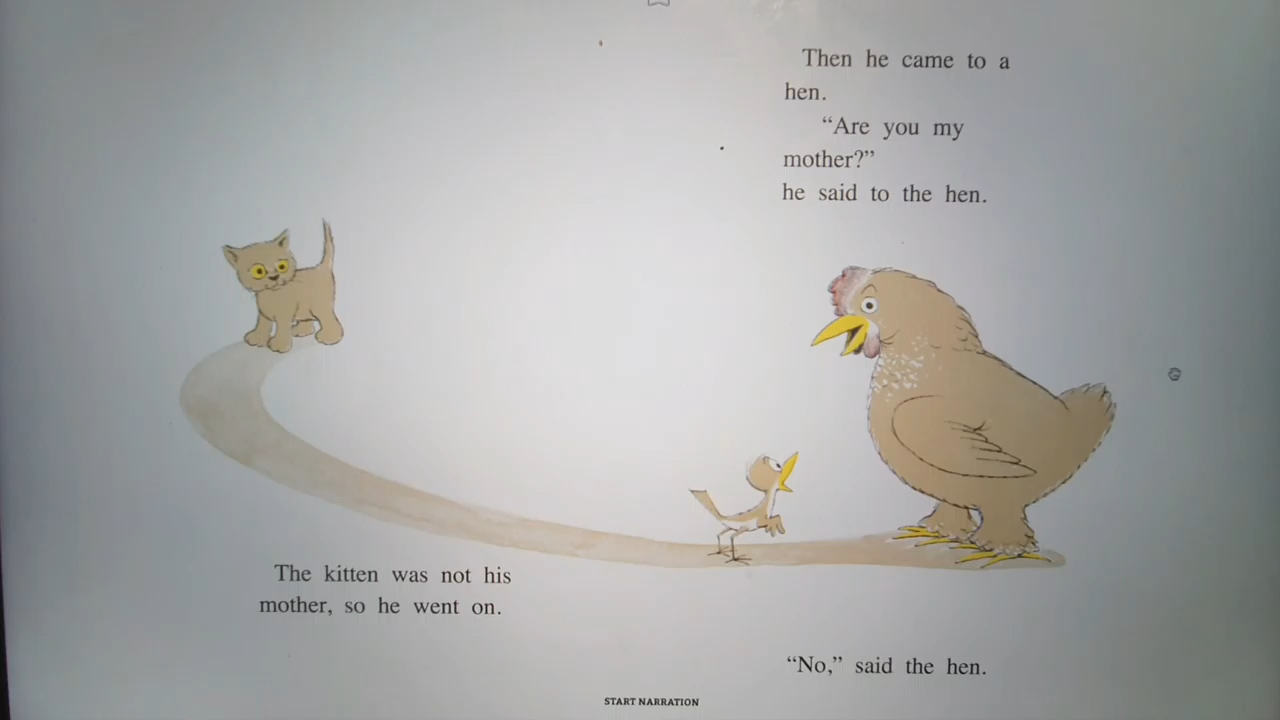 The kitten was not his
mother, so he went on.
Then he came to a
hen.
“Are you my
mother?”
he said to the hen.
“No,” said the hen.
START NARRATION